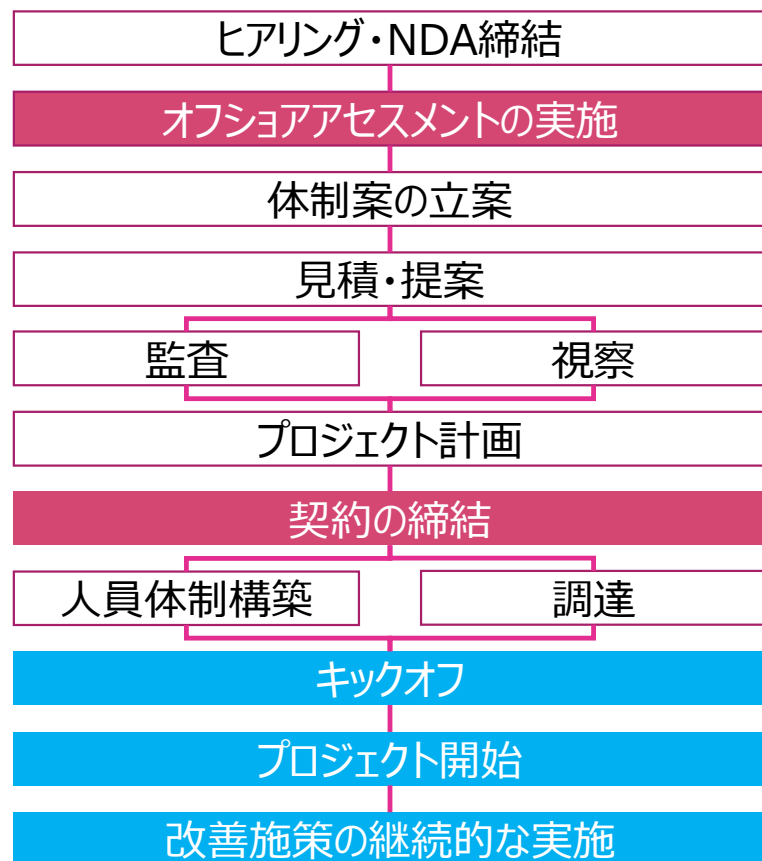 ヒアリング・NDA締結
オフショアアセスメントの実施
体制案の立案
見積・提案
監査
視察
プロジェクト計画
契約の締結
人員体制構築
調達
キックオフ
プロジェクト開始
改善施策の継続的な実施